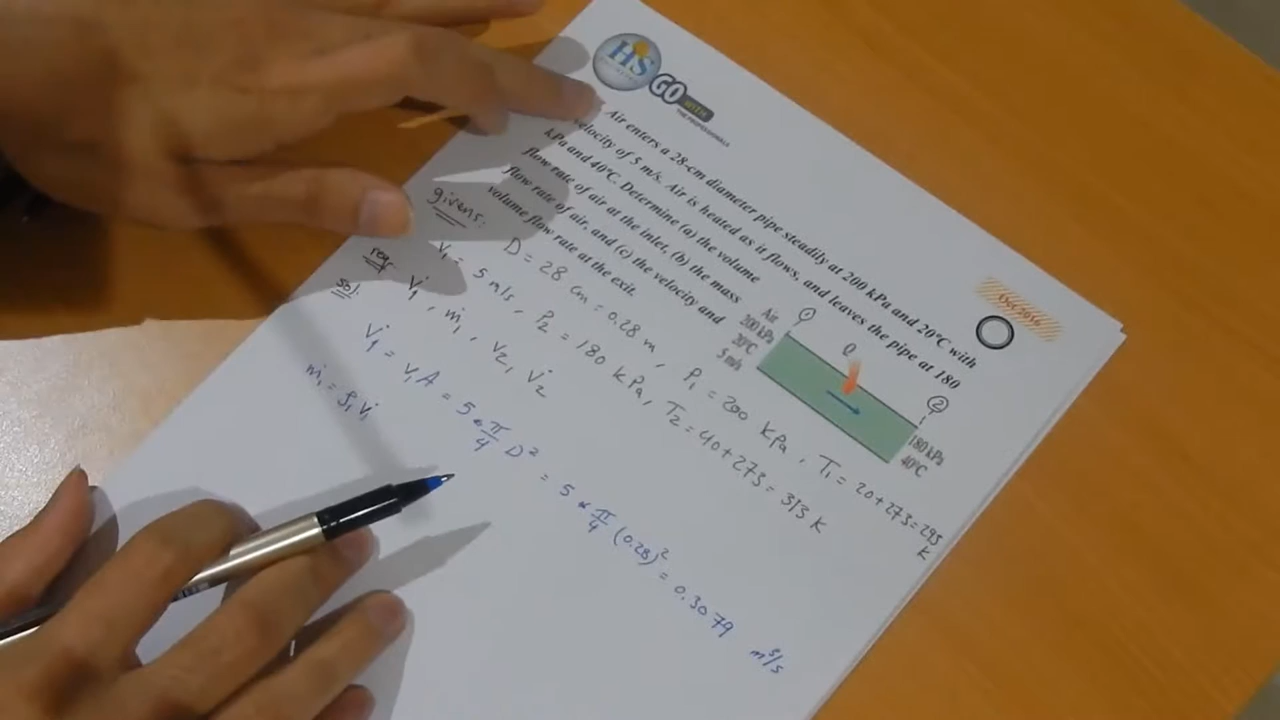 HS
GO
THE PROFESSIONALS
Air enters a 28-cm diameter pipe steadily at 200 kPa and 20°C with
velocity of 5 m/s. Air is heated as it flows, and leaves the pipe at 180
kPa and 40°C. Determine (a) the volume
flow rate of air at the inlet, (b) the mass
flow rate of air, and (c) the velocity and
volume flow rate at the exit.
Oct 2016
Air
200 kPa
20°C
5 m/s
1
Q
2
180 kPa
40°C
givens:
D = 28 cm = 0.28 m, P₁ = 200 kPa, T₁ = 20+273=293 K
V₁ = 5 m/s, P₂ = 180 kPa, T₂ = 40+273 = 313 K
req V̇₁, ṁ₁, V₂, V̇₂
sol.
V̇₁ = V₁A = 5 * π/4 D² = 5 * π/4 (0.28)² = 0.3079 m³/s
ṁ₁ = ρ₁ V̇₁